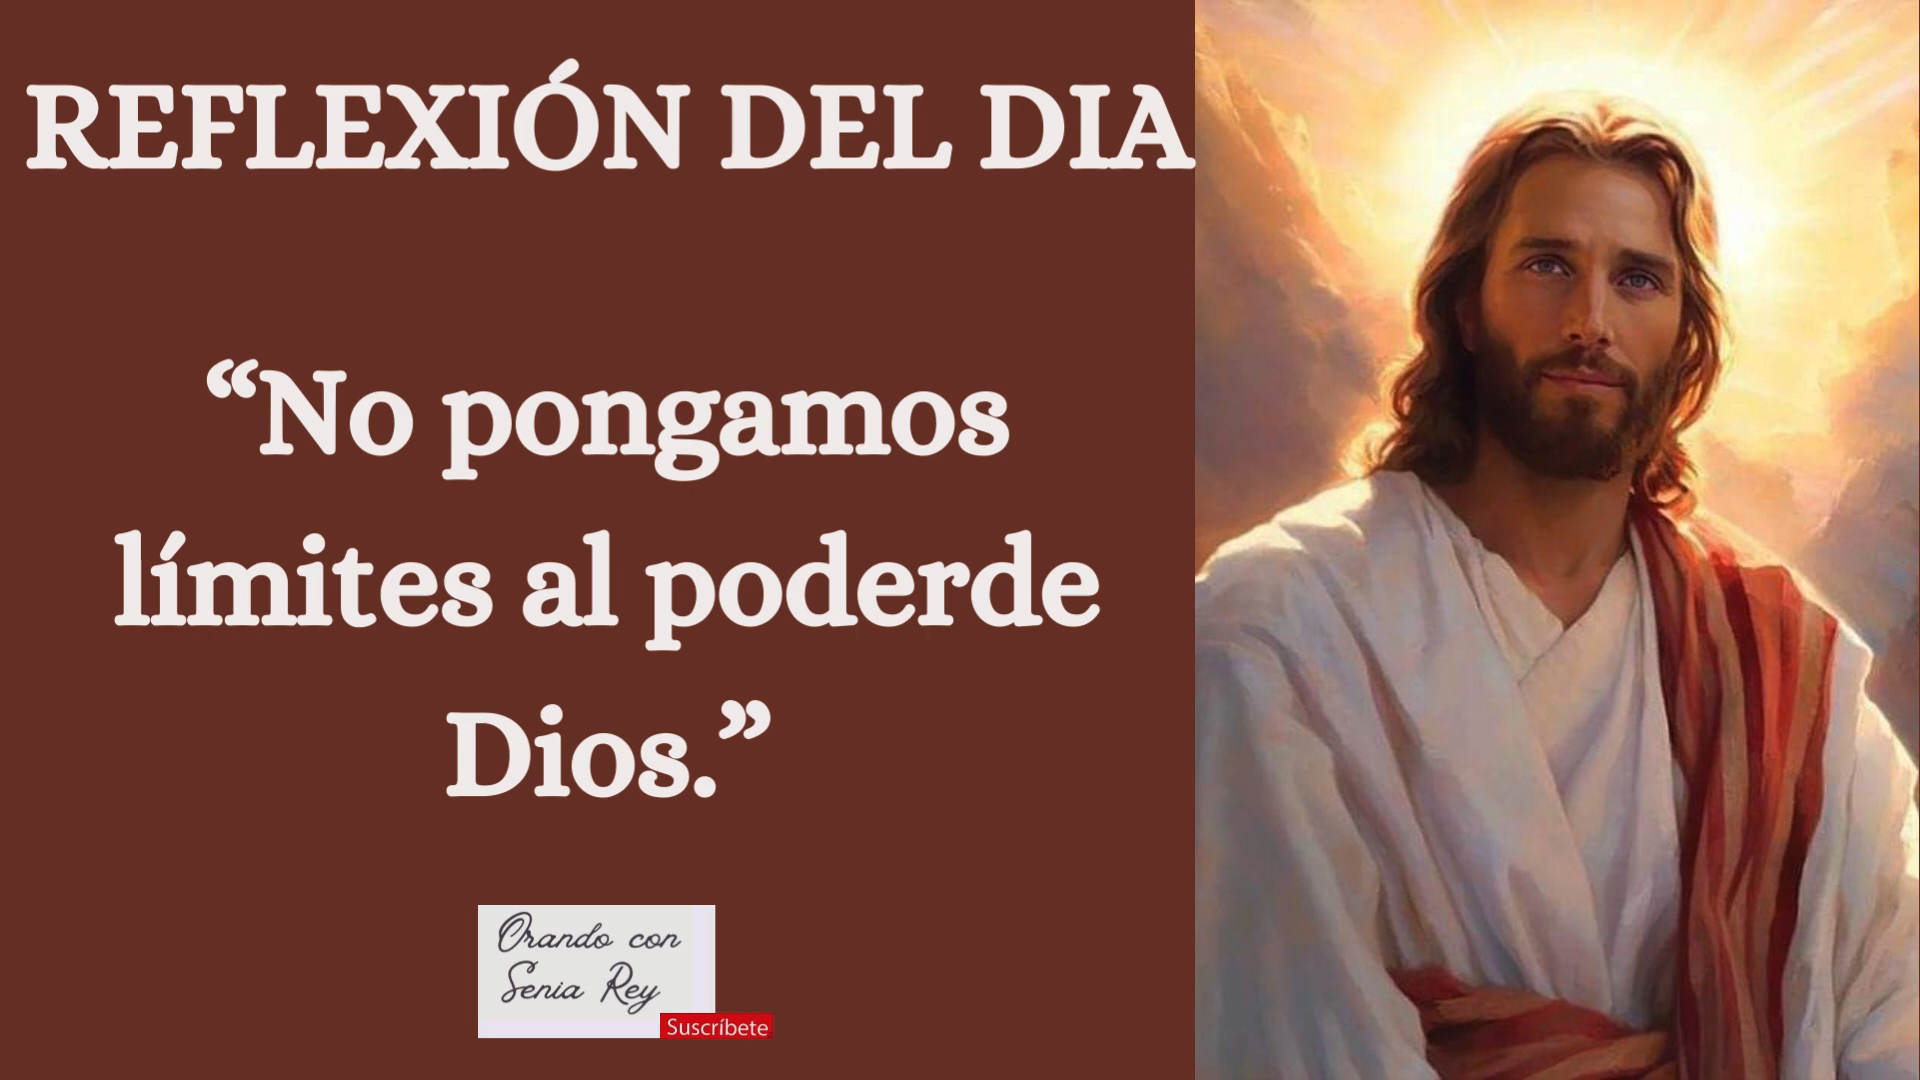 REFLEXIÓN DEL DIA
“No pongamos
límites al poderde
Dios.”
Orando con
Senia Rey
Suscríbete